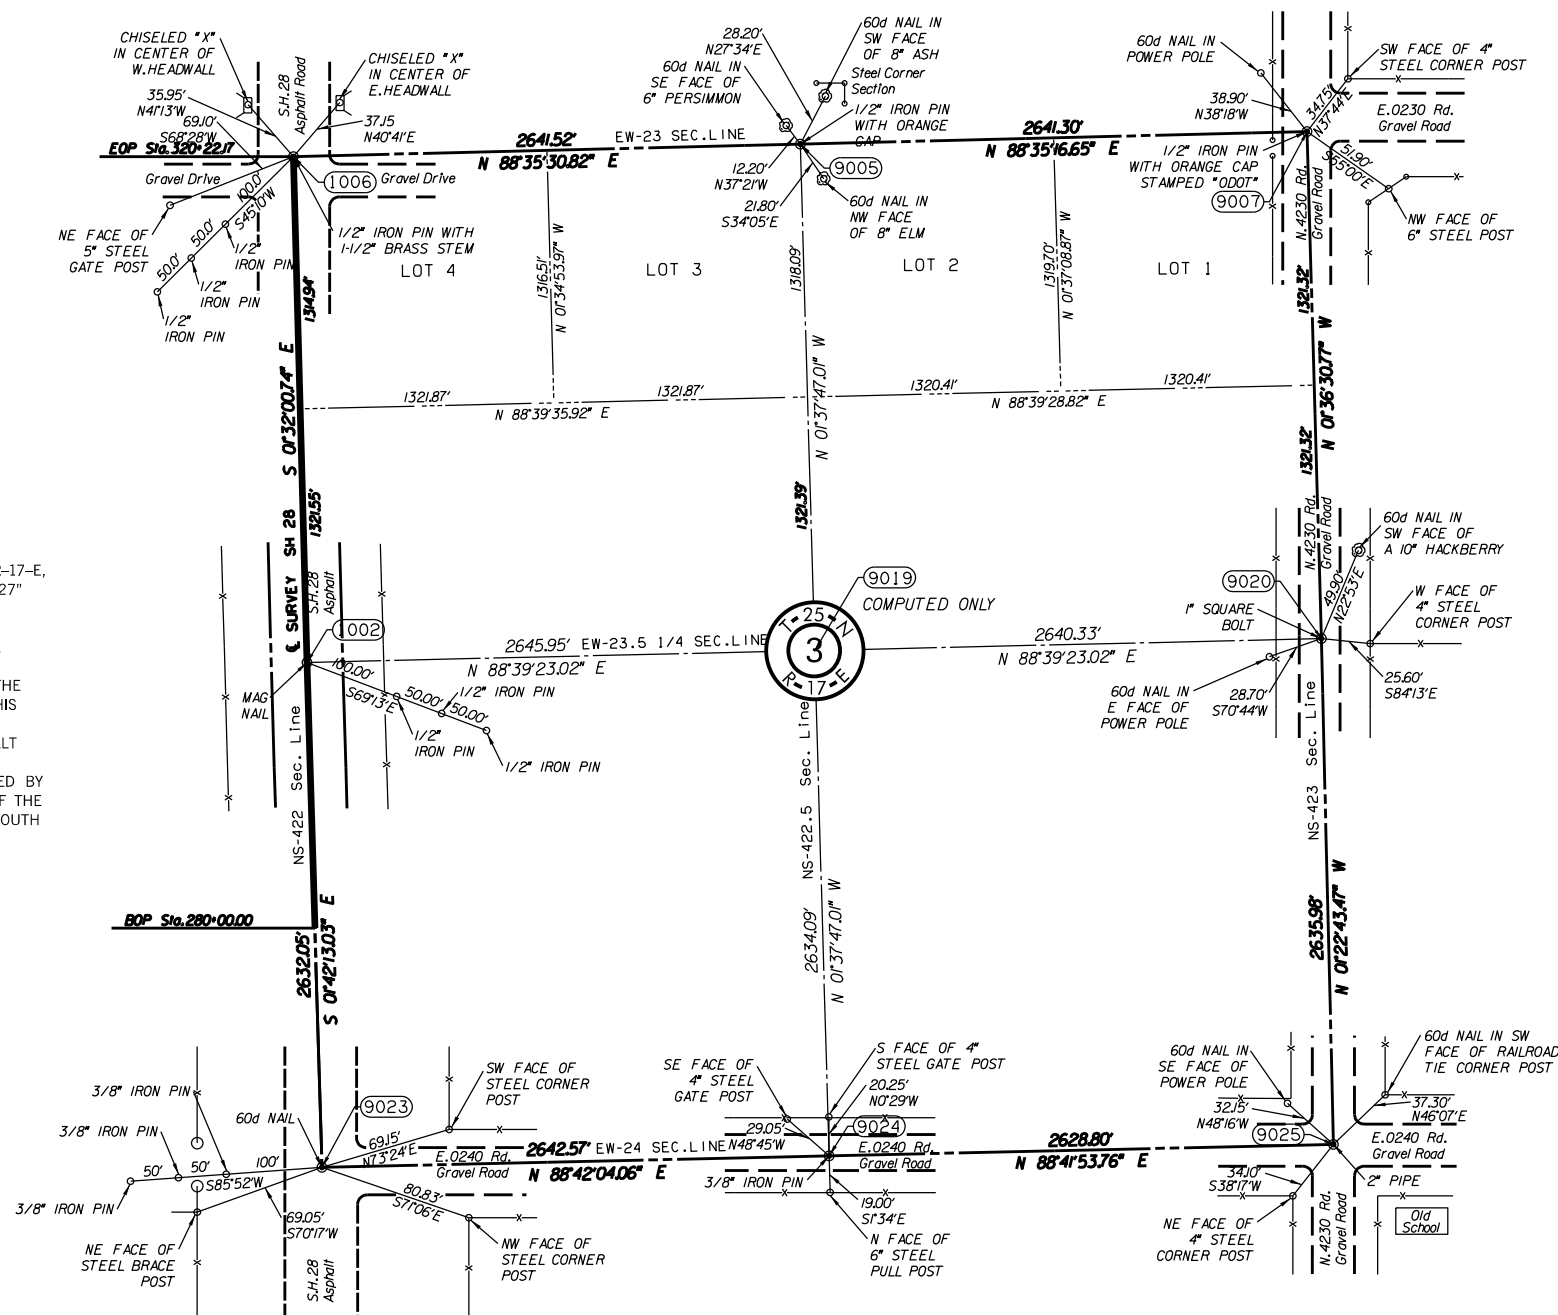 CHISELED "X"
IN CENTER OF
W.HEADWALL
S.H.28
Asphalt Road
CHISELED "X"
IN CENTER OF
E.HEADWALL
35.95'
N41°13'W
69.10'
S68°28'W
37.15
N40°41'E
EOP Sta.320+22.17
Gravel Drive
1006
Gravel Drive
100.0'
S45°10'W
50.0'
50.0'
NE FACE OF
5" STEEL
GATE POST
1/2"
IRON PIN
1/2"
IRON PIN
1/2"
IRON PIN
1/2" IRON PIN WITH
1-1/2" BRASS STEM
2641.52'
EW-23 SEC.LINE
N 88°35'30.82" E
28.20'
N27°34'E
60d NAIL IN
SE FACE OF
6" PERSIMMON
60d NAIL IN
SW FACE
OF 8" ASH
Steel Corner
Section
1/2" IRON PIN
WITH ORANGE
CAP
9005
12.20'
N37°21'W
21.80'
S34°05'E
60d NAIL IN
NW FACE
OF 8" ELM
2641.30'
N 88°35'16.65" E
60d NAIL IN
POWER POLE
38.90'
N38°18'W
34.75'
N37°44'E
SW FACE OF 4"
STEEL CORNER POST
E.0230 Rd.
Gravel Road
1/2" IRON PIN
WITH ORANGE CAP
STAMPED "ODOT"
9007
51.90'
S55°00'E
NW FACE OF
6" STEEL POST
N.4230 Rd.
Gravel Road
LOT 4
LOT 3
LOT 2
LOT 1
1314.94'
1316.51'
N 01°34'53.97" W
1318.09'
1319.70'
N 01°37'08.87" W
1321.32'
S 01°32'00.74" E
N 01°37'47.01" W
N 01°36'30.77" W
1321.87'
1321.87'
N 88°39'35.92" E
1320.41'
1320.41'
N 88°39'28.82" E
1321.55'
1321.39'
1321.32'
℄ SURVEY SH 28
2–17–E,
27"
THE
HIS
LT
ED BY
F THE
OUTH
S.H.28
Asphalt
1002
2645.95' EW-23.5 1/4 SEC.LINE
N 88°39'23.02" E
MAG
NAIL
100.00'
S69°13'E
50.00'
50.00'
1/2" IRON PIN
1/2"
IRON PIN
1/2" IRON PIN
9019
COMPUTED ONLY
T-25-N
3
R-17-E
2640.33'
N 88°39'23.02" E
N.4230 Rd.
Gravel Road
60d NAIL IN
SW FACE OF
A 10" HACKBERRY
9020
1" SQUARE
BOLT
49.90'
N22°53'E
W FACE OF
4" STEEL
CORNER POST
25.60'
S84°13'E
60d NAIL IN
E FACE OF
POWER POLE
28.70'
S70°44'W
NS-422 Sec. Line
NS-422.5 Sec. Line
NS-423 Sec. Line
BOP Sta.280+00.00
2632.05'
S 01°42'13.03" E
2634.09'
N 01°37'47.01" W
2635.98'
N 01°22'43.47" W
3/8" IRON PIN
3/8" IRON PIN
3/8" IRON PIN
60d NAIL
9023
SW FACE OF
STEEL CORNER
POST
69.15'
N73°24'E
50'
50'
100'
S85°52'W
69.05'
S70°17'W
NE FACE OF
STEEL BRACE
POST
80.83'
S71°06'E
NW FACE OF
STEEL CORNER
POST
S.H.28
Asphalt
E.0240 Rd.
Gravel Road
2642.57' EW-24 SEC.LINE
N 88°42'04.06" E
SE FACE OF
4" STEEL
GATE POST
29.05'
N48°45'W
S FACE OF 4"
STEEL GATE POST
20.25'
N0°29'W
9024
E.0240 Rd.
Gravel Road
3/8" IRON PIN
19.00'
S1°34'E
N FACE OF
6" STEEL
PULL POST
2628.80'
N 88°41'53.76" E
60d NAIL IN
SE FACE OF
POWER POLE
32.15'
N48°16'W
9025
60d NAIL IN SW
FACE OF RAILROAD
TIE CORNER POST
37.30'
N46°07'E
E.0240 Rd.
Gravel Road
2" PIPE
34.10'
S38°17'W
NE FACE OF
4" STEEL
CORNER POST
N.4230 Rd.
Gravel Road
Old
School